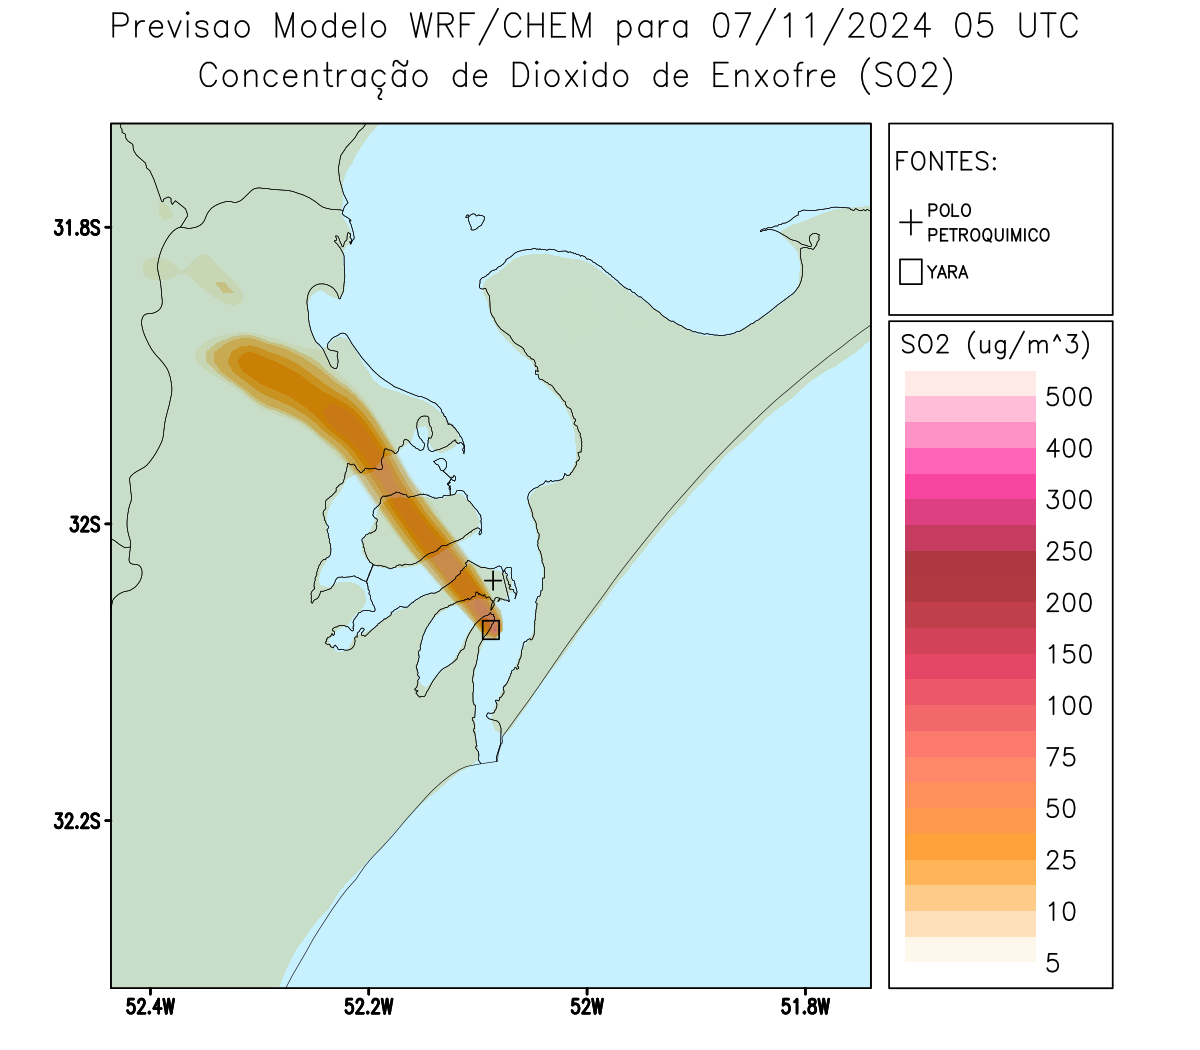 Previsao Modelo WRF/CHEM para 07/11/2024 05 UTC
Concentração de Dioxido de Enxofre (SO2)
FONTES:
POLO
PETROQUIMICO
YARA
SO2 (ug/m^3)
500
400
300
250
200
150
100
75
50
25
10
5
31.8S
32S
32.2S
52.4W
52.2W
52W
51.8W